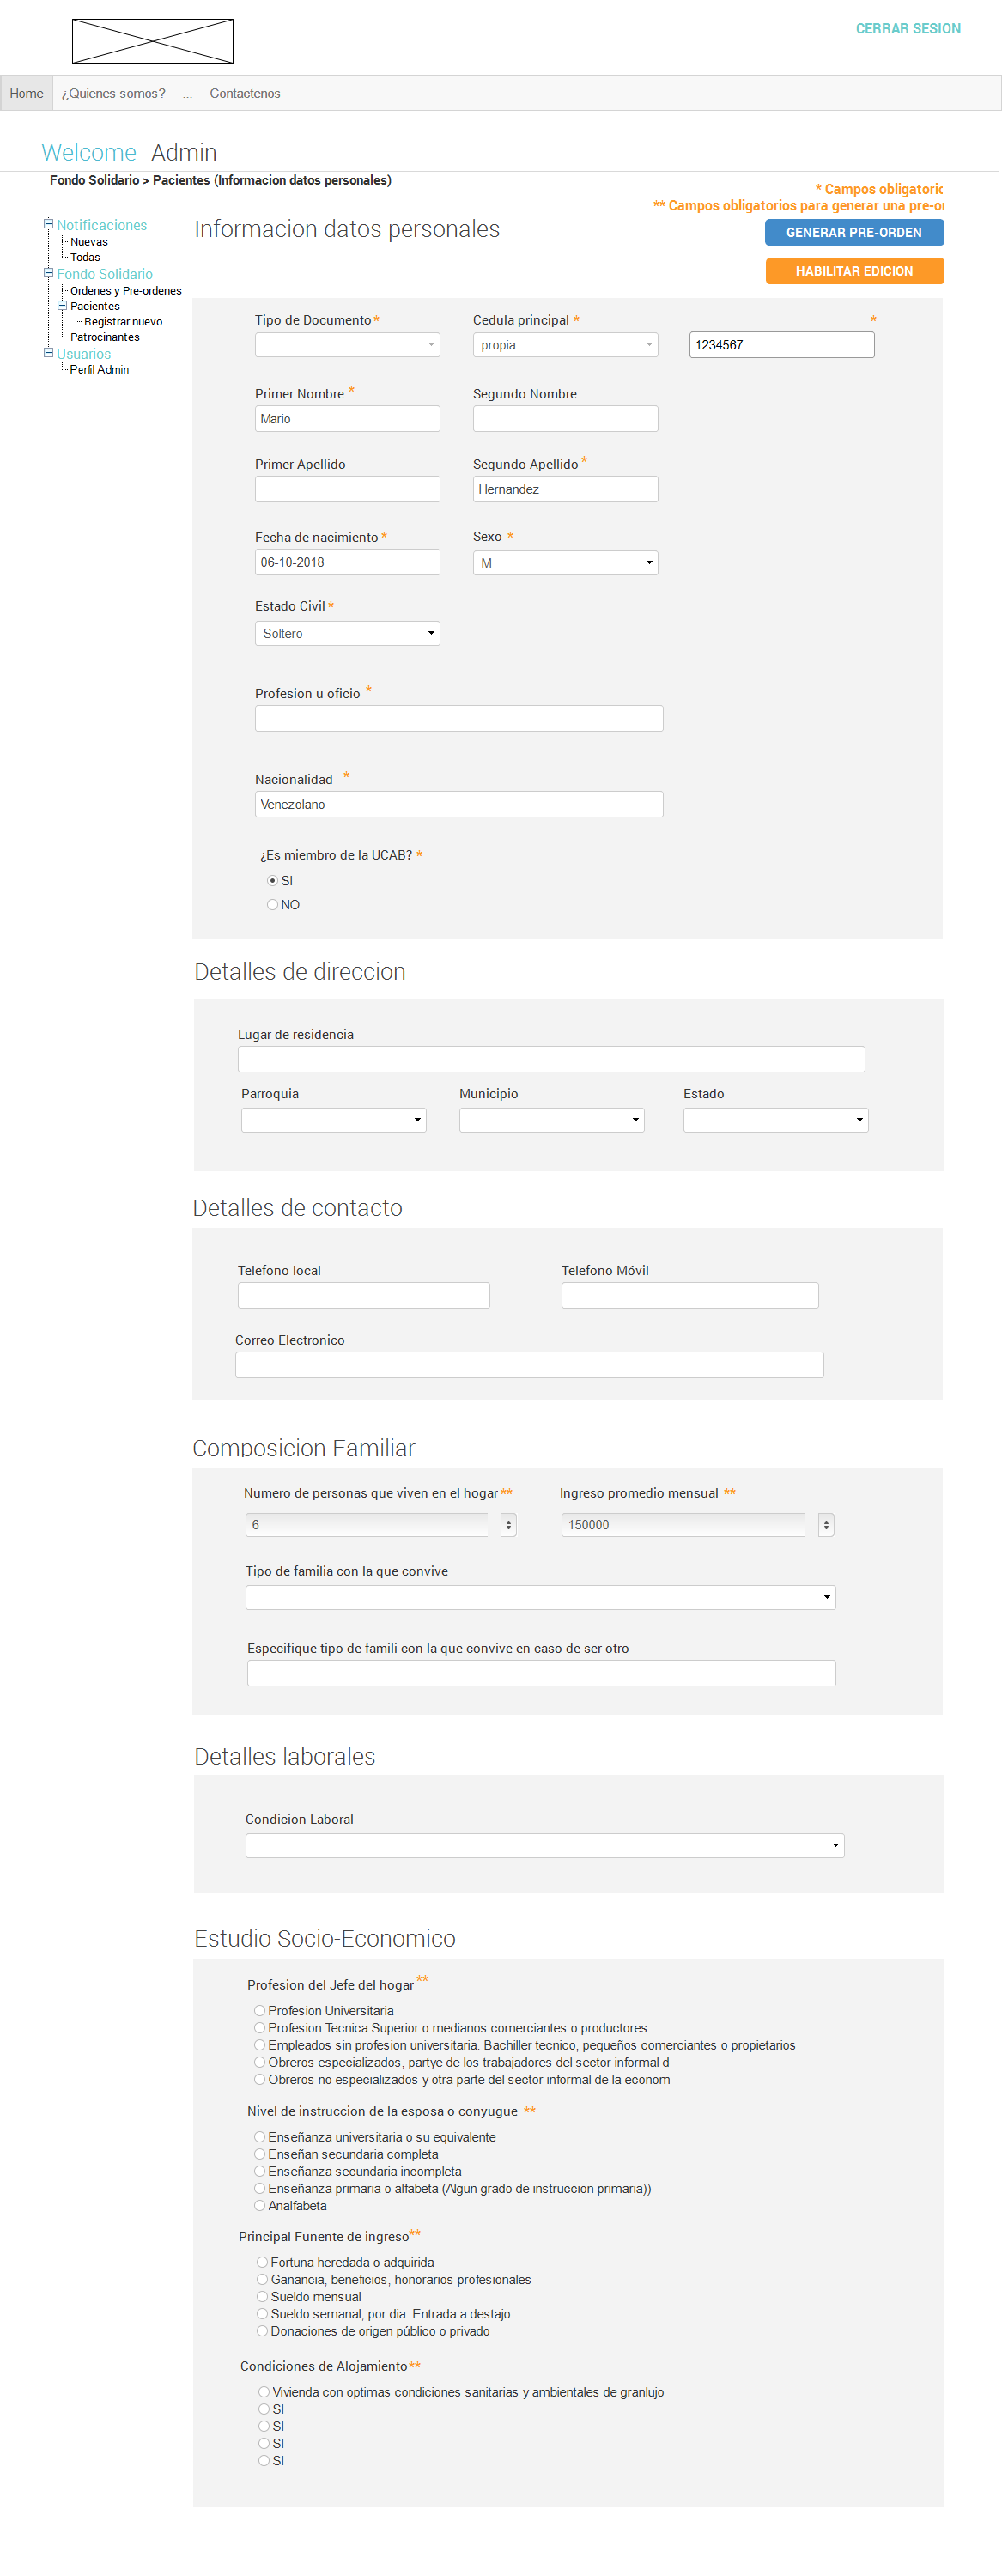 CERRAR SESION
Home ¿Quienes somos? ... Contactenos
Welcome Admin
Fondo Solidario > Pacientes (Informacion datos personales)
* Campos obligatoric
** Campos obligatorios para generar una pre-or
Notificaciones
Nuevas
Todas
Fondo Solidario
Ordenes y Pre-ordenes
Pacientes
Registrar nuevo
Patrocinantes
Usuarios
Perfil Admin
Informacion datos personales
GENERAR PRE-ORDEN
HABILITAR EDICION
Tipo de Documento* Cedula principal * *
propia 1234567
Primer Nombre * Segundo Nombre
Mario
Primer Apellido Segundo Apellido *
Hernandez
Fecha de nacimiento * Sexo *
06-10-2018 M
Estado Civil *
Soltero
Profesion u oficio *
Nacionalidad *
Venezolano
¿Es miembro de la UCAB? *
SI
NO
Detalles de direccion
Lugar de residencia
Parroquia Municipio Estado
Detalles de contacto
Telefono local Telefono Móvil
Correo Electronico
Composicion Familiar
Numero de personas que viven en el hogar ** Ingreso promedio mensual **
6 150000
Tipo de familia con la que convive
Especifique tipo de famili con la que convive en caso de ser otro
Detalles laborales
Condicion Laboral
Estudio Socio-Economico
Profesion del Jefe del hogar **
Profesion Universitaria
Profesion Tecnica Superior o medianos comerciantes o productores
Empleados sin profesion universitaria. Bachiller tecnico, pequeños comerciantes o propietarios
Obreros especializados, partye de los trabajadores del sector informal d
Obreros no especializados y otra parte del sector informal de la econom
Nivel de instruccion de la esposa o conyugue **
Enseñanza universitaria o su equivalente
Enseñan secundaria completa
Enseñanza secundaria incompleta
Enseñanza primaria o alfabeta (Algun grado de instruccion primaria))
Analfabeta
Principal Funente de ingreso**
Fortuna heredada o adquirida
Ganancia, beneficios, honorarios profesionales
Sueldo mensual
Sueldo semanal, por dia. Entrada a destajo
Donaciones de origen público o privado
Condiciones de Alojamiento**
Vivienda con optimas condiciones sanitarias y ambientales de granlujo
SI
SI
SI
SI